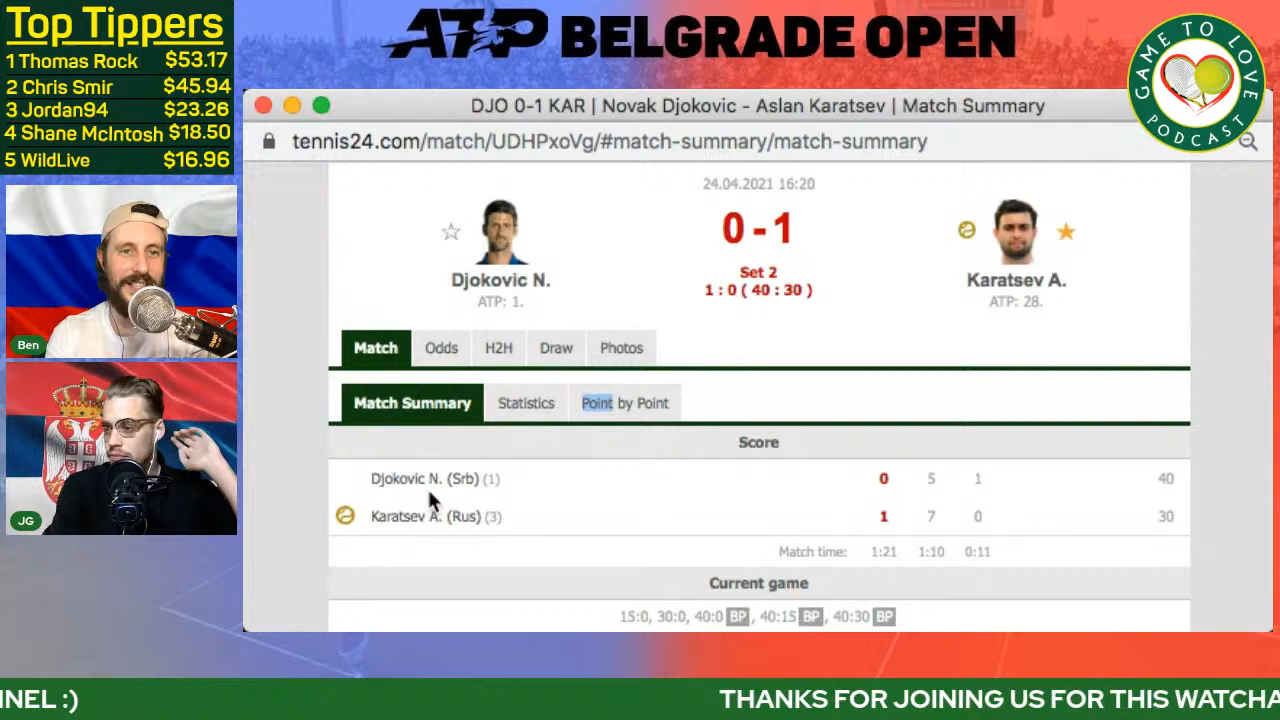 Top Tippers
1 Thomas Rock $53.17
2 Chris Smir $45.94
3 Jordan94 $23.26
4 Shane McIntosh $18.50
5 WildLive $16.96
ATP BELGRADE OPEN
GAME TO LOVE
PODCAST
DJO 0-1 KAR | Novak Djokovic - Aslan Karatsev | Match Summary
tennis24.com/match/UDHPxoVg/#match-summary/match-summary
24.04.2021 16:20
0 - 1
Djokovic N.
Karatsev A.
ATP: 1.
Set 2
1 : 0 ( 40 : 30 )
ATP: 28.
Match Odds H2H Draw Photos
Match Summary Statistics Point by Point
Score
Djokovic N. (Srb) (1) 0 5 1 40
Karatsev A. (Rus) (3) 1 7 0 30
Match time: 1:21 1:10 0:11
Current game
15:0, 30:0, 40:0 BP , 40:15 BP , 40:30 BP
Ben
JG
NNEL :) THANKS FOR JOINING US FOR THIS WATCHA